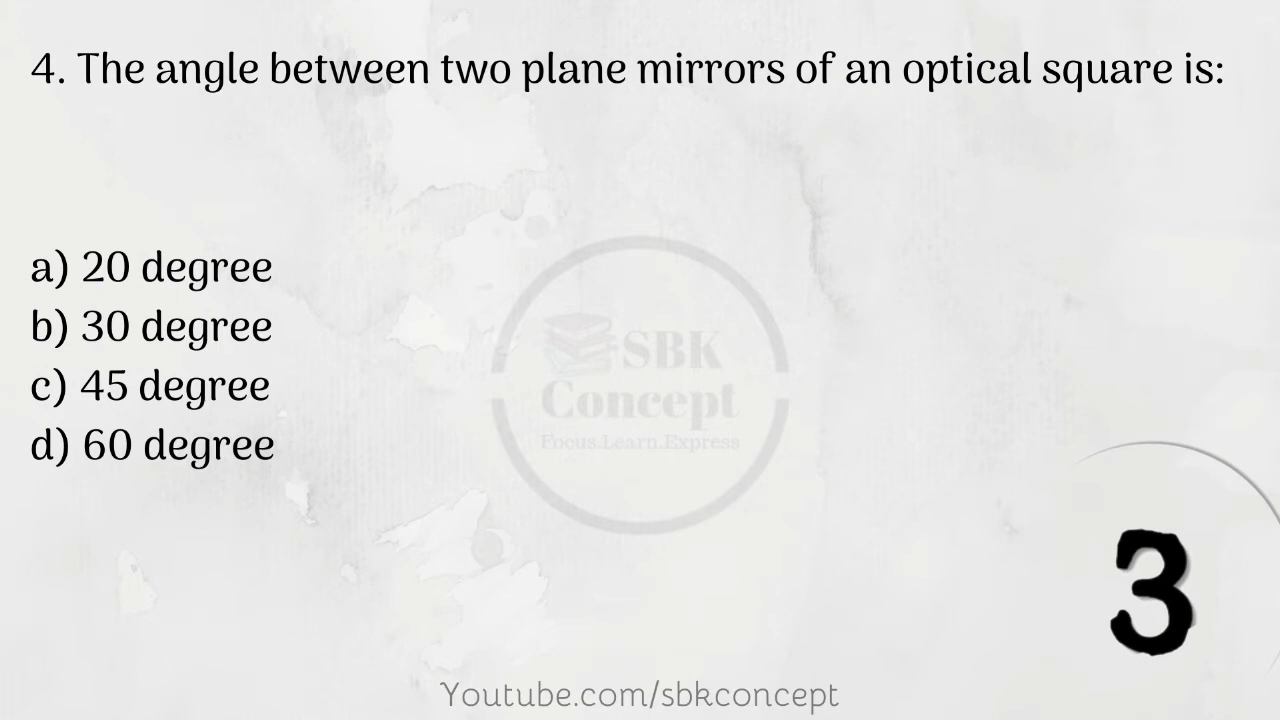 4. The angle between two plane mirrors of an optical square is:
a) 20 degree
b) 30 degree
c) 45 degree
d) 60 degree
SBK
Concept
Focus.Learn.Express
3
Youtube.com/sbkconcept